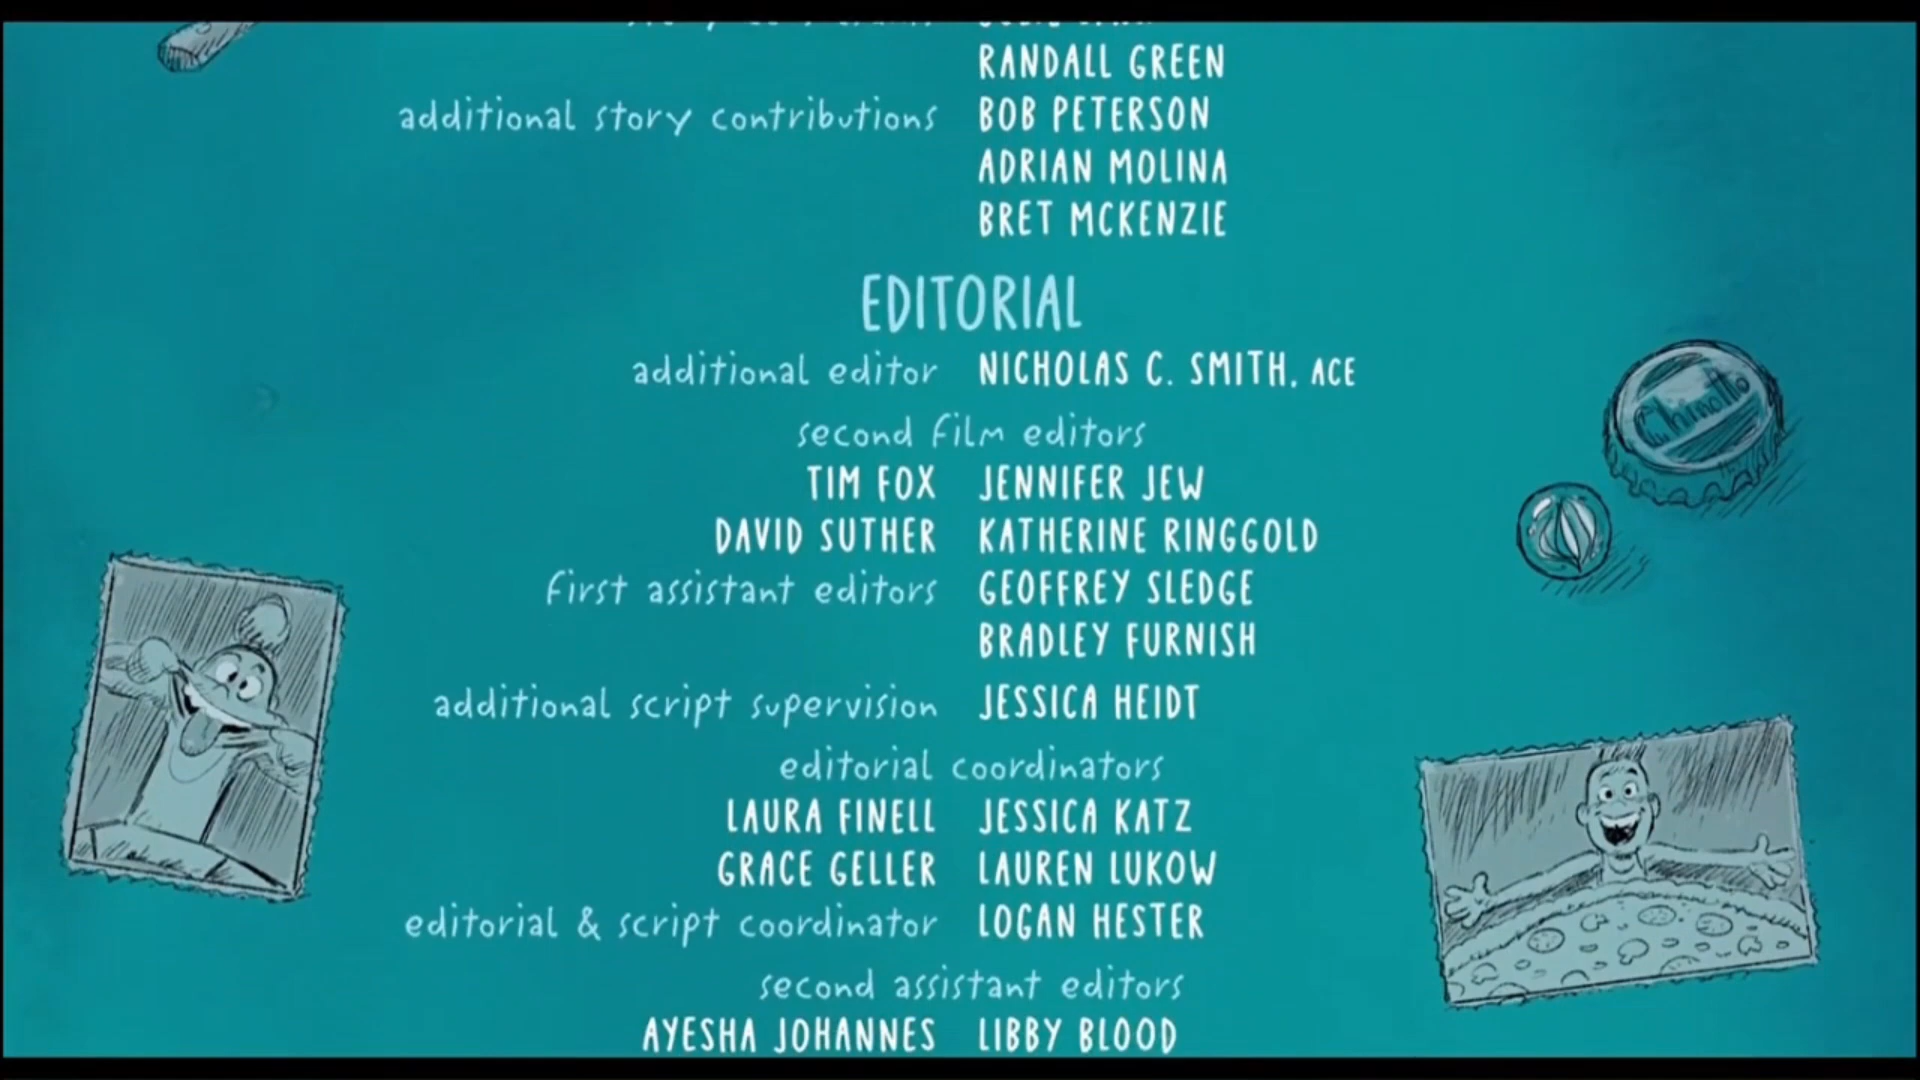 RANDALL GREEN
additional story contributions BOB PETERSON
ADRIAN MOLINA
BRET MCKENZIE
EDITORIAL
additional editor NICHOLAS C. SMITH, ACE
second film editors
TIM FOX JENNIFER JEW
DAVID SUTHER KATHERINE RINGGOLD
first assistant editors GEOFFREY SLEDGE
BRADLEY FURNISH
additional script supervision JESSICA HEIDT
editorial coordinators
LAURA FINELL JESSICA KATZ
GRACE GELLER LAUREN LUKOW
editorial & script coordinator LOGAN HESTER
second assistant editors
AYESHA JOHANNES LIBBY BLOOD
Chinotto